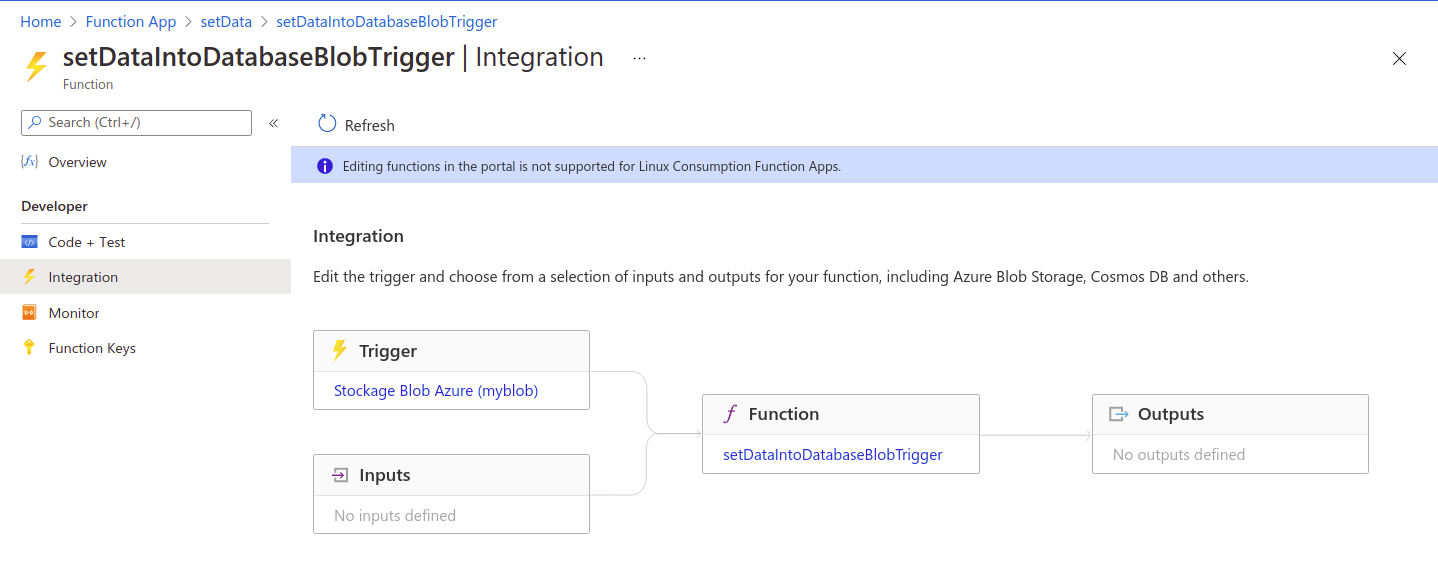 Home > Function App > setData > setDataIntoDatabaseBlobTrigger
setDataIntoDatabaseBlobTrigger | Integration ...
Function
Search (Ctrl+/)
«
Refresh
Overview
Editing functions in the portal is not supported for Linux Consumption Function Apps.
Developer
Code + Test
Integration
Monitor
Function Keys
Integration
Edit the trigger and choose from a selection of inputs and outputs for your function, including Azure Blob Storage, Cosmos DB and others.
Trigger
Stockage Blob Azure (myblob)
Inputs
No inputs defined
Function
setDataIntoDatabaseBlobTrigger
Outputs
No outputs defined